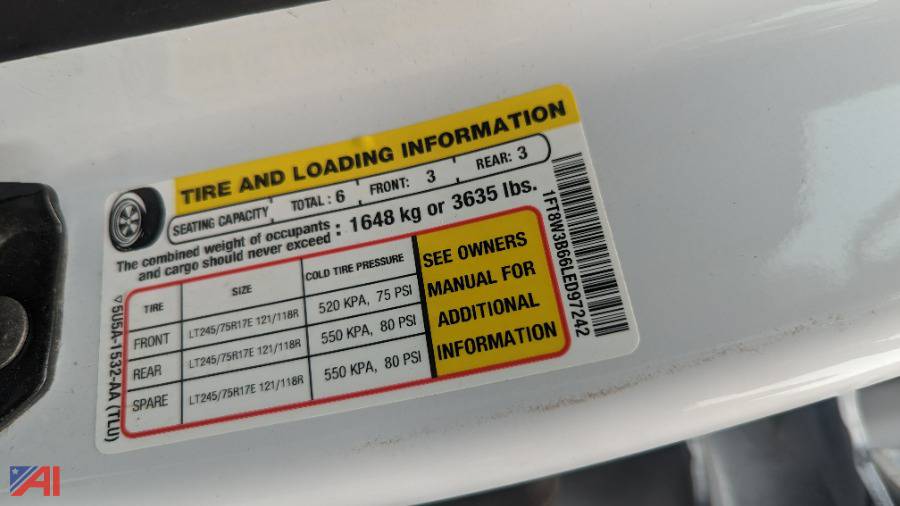 TIRE AND LOADING INFORMATION
SEATING CAPACITY TOTAL: 6 FRONT: 3 REAR: 3
The combined weight of occupants and cargo should never exceed : 1648 kg or 3635 lbs.
TIRE SIZE COLD TIRE PRESSURE
FRONT LT245/75R17E 121/118R 520 KPA, 75 PSI
REAR LT245/75R17E 121/118R 550 KPA, 80 PSI
SPARE LT245/75R17E 121/118R 550 KPA, 80 PSI
SEE OWNERS
MANUAL FOR
ADDITIONAL
INFORMATION
1FT8W3B66LED97242
5U5A-1532-AA (TLU)
AI